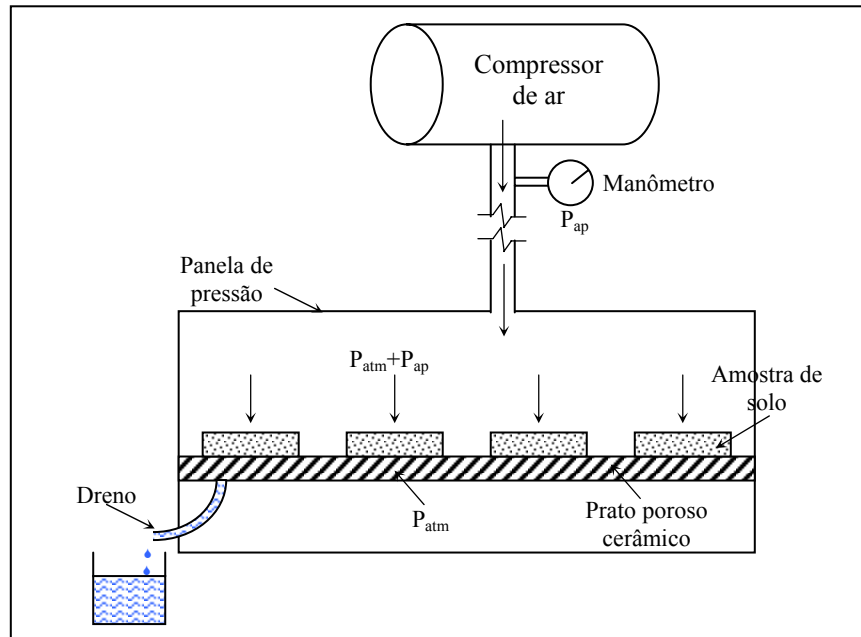 Compressor
de ar
Manômetro
P_ap
Panela de
pressão
P_atm+P_ap
Amostra de
solo
Dreno
P_atm
Prato poroso
cerâmico